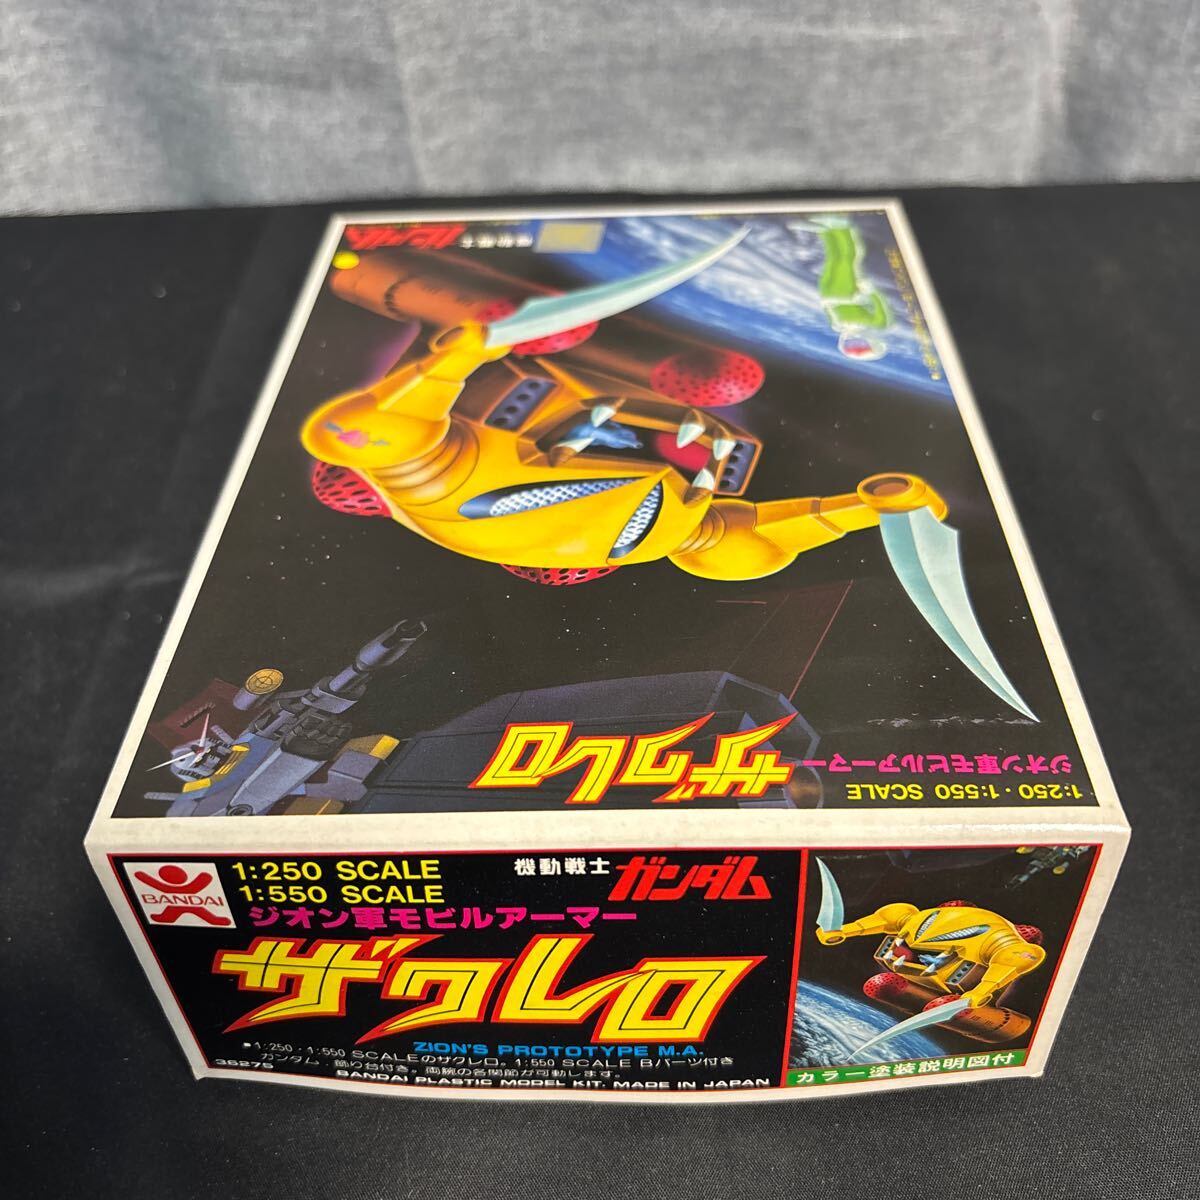 機動戦士 ガンダム
ザクレロ
ジオン軍モビルアーマー
1:250・1:550 SCALE
BANDAI
1:250 SCALE
1:550 SCALE
機動戦士 ガンダム
ジオン軍モビルアーマー
ザクレロ
ZION'S PROTOTYPE M.A.
■1:250・1:550 SCALEのザクレロ。1:550 SCALE Bパーツ付き
ガンダム・飾り台付き。両腕の各関節が可動します。
36275
BANDAI PLASTIC MODEL KIT. MADE IN JAPAN
カラー塗装説明図付